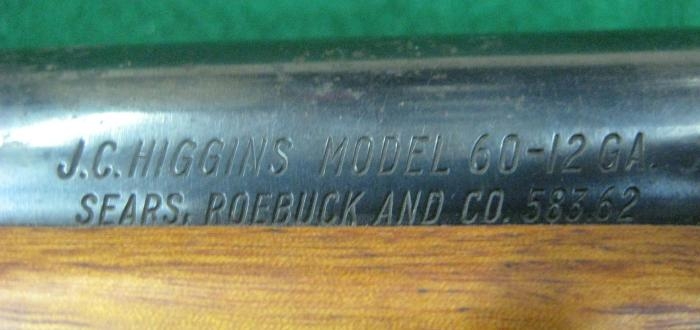 J.C. HIGGINS MODEL 60-12 GA.
SEARS, ROEBUCK AND CO. 583.62